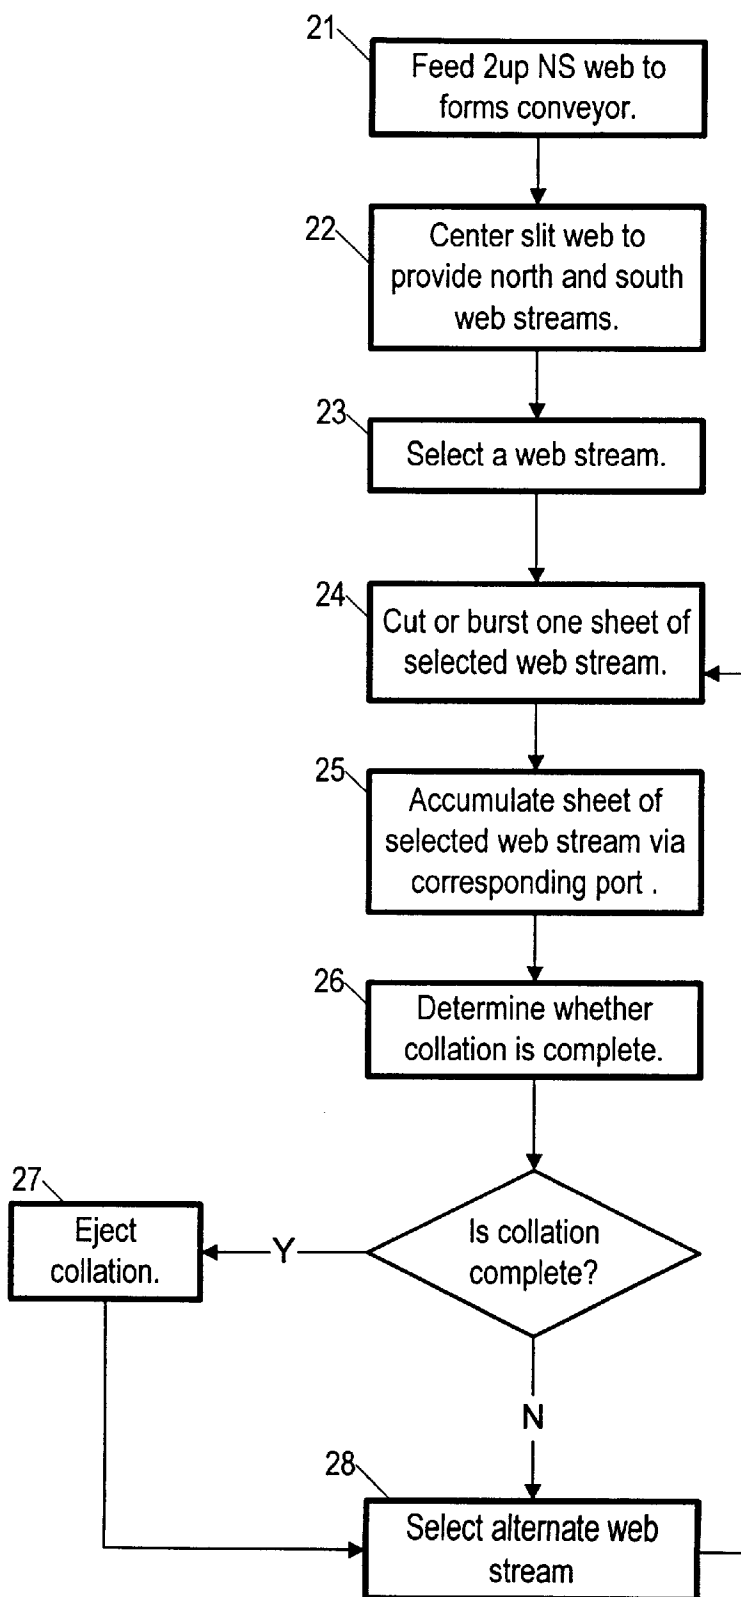 21
Feed 2up NS web to
forms conveyor.
22
Center slit web to
provide north and south
web streams.
23
Select a web stream.
24
Cut or burst one sheet of
selected web stream.
25
Accumulate sheet of
selected web stream via
corresponding port .
26
Determine whether
collation is complete.
27
Eject
collation.
Y
Is collation
complete?
N
28
Select alternate web
stream